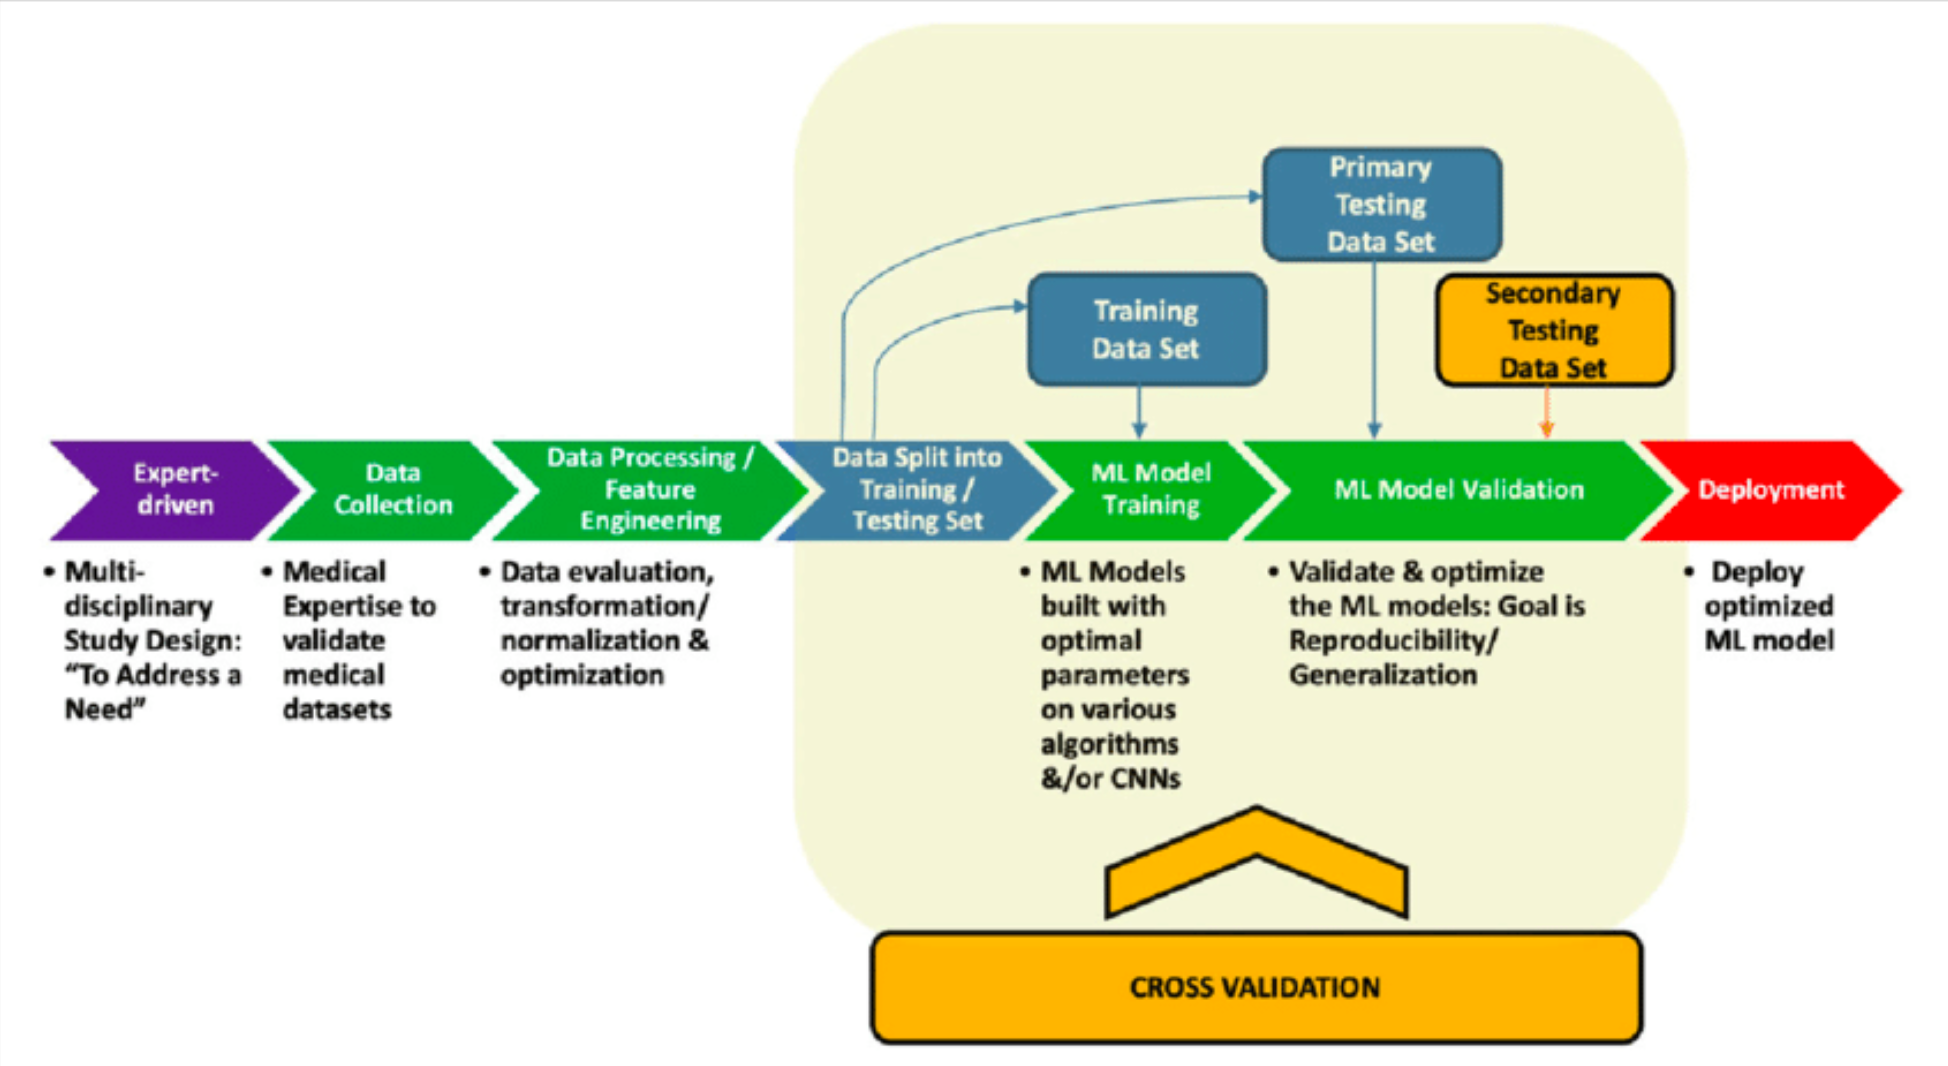 Primary
Testing
Data Set
Training
Data Set
Secondary
Testing
Data Set
Expert-
driven
Data
Collection
Data Processing /
Feature
Engineering
Data Split into
Training /
Testing Set
ML Model
Training
ML Model Validation
Deployment
• Multi-
disciplinary
Study Design:
“To Address a
Need”
• Medical
Expertise to
validate
medical
datasets
• Data evaluation,
transformation/
normalization &
optimization
• ML Models
built with
optimal
parameters
on various
algorithms
&/or CNNs
• Validate & optimize
the ML models: Goal is
Reproducibility/
Generalization
• Deploy
optimized
ML model
CROSS VALIDATION